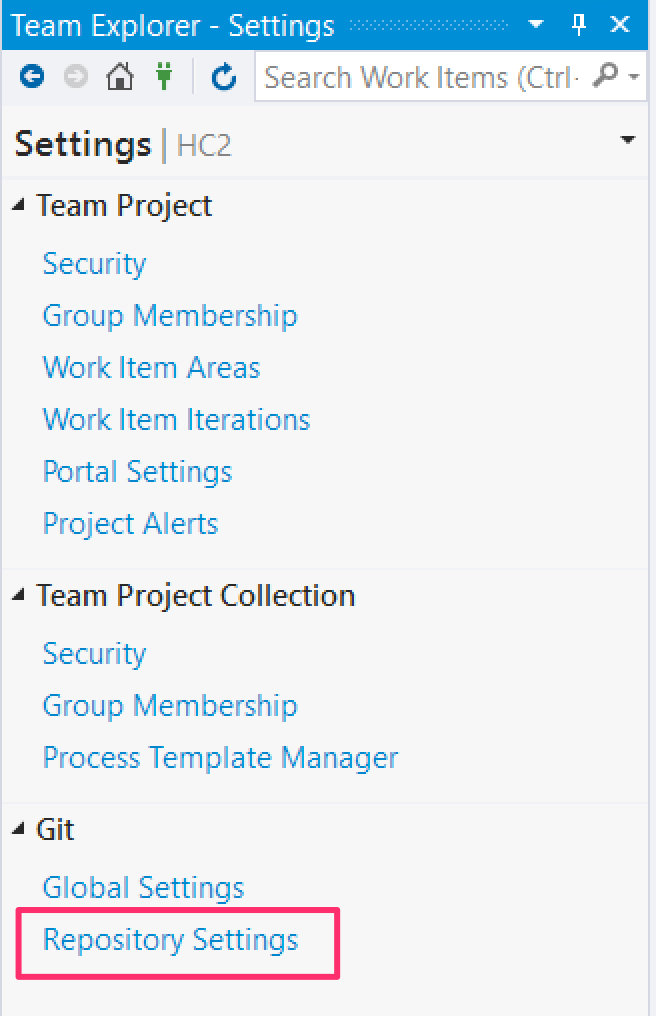 Team Explorer - Settings
Search Work Items (Ctrl-
Settings | HC2
Team Project
Security
Group Membership
Work Item Areas
Work Item Iterations
Portal Settings
Project Alerts
Team Project Collection
Security
Group Membership
Process Template Manager
Git
Global Settings
Repository Settings